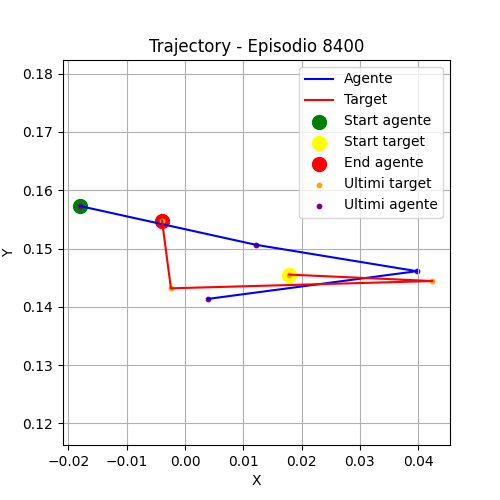 Trajectory - Episodio 8400
Agente
Target
Start agente
Start target
End agente
Ultimi target
Ultimi agente
0.18
0.17
0.16
0.15
0.14
0.13
0.12
Y
−0.02 −0.01 0.00 0.01 0.02 0.03 0.04
X